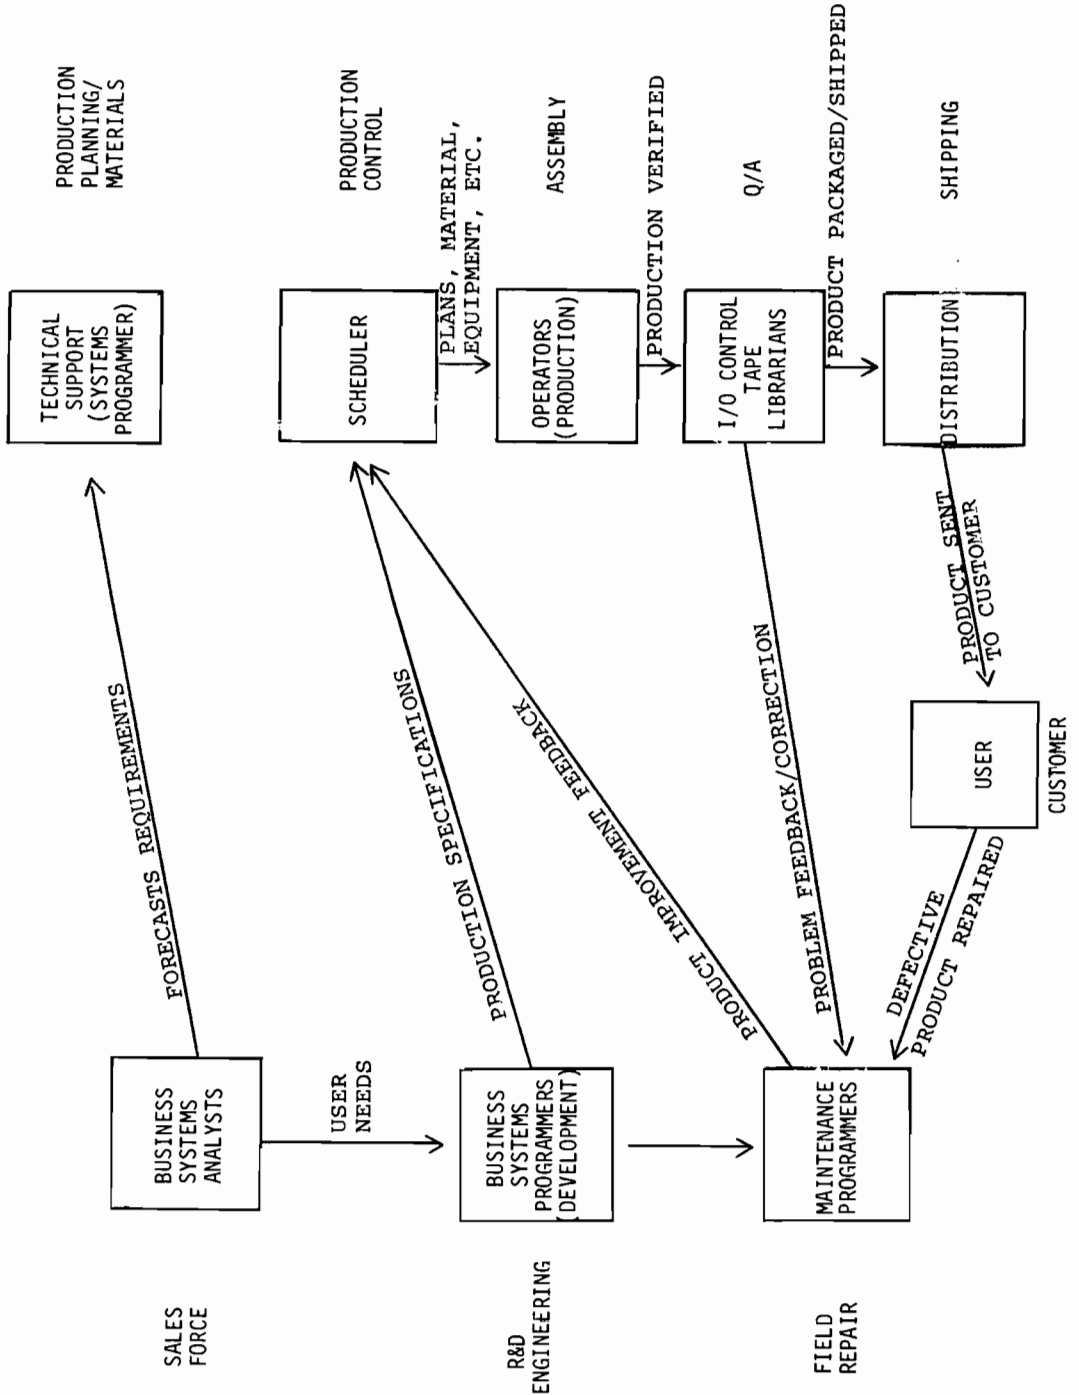 SALES
FORCE
BUSINESS
SYSTEMS
ANALYSTS
FORECASTS REQUIREMENTS
TECHNICAL
SUPPORT
(SYSTEMS
PROGRAMMER)
PRODUCTION
PLANNING/
MATERIALS
USER
NEEDS
SCHEDULER
PRODUCTION
CONTROL
PLANS, MATERIAL,
EQUIPMENT, ETC.
R&D
ENGINEERING
BUSINESS
SYSTEMS
PROGRAMMERS
(DEVELOPMENT)
PRODUCTION SPECIFICATIONS
OPERATORS
(PRODUCTION)
ASSEMBLY
PRODUCT IMPROVEMENT FEEDBACK
PRODUCTION VERIFIED
I/O CONTROL
TAPE
LIBRARIANS
Q/A
FIELD
REPAIR
MAINTENANCE
PROGRAMMERS
PROBLEM FEEDBACK/CORRECTION
PRODUCT PACKAGED/SHIPPED
DISTRIBUTION
SHIPPING
DEFECTIVE
PRODUCT REPAIRED
USER
CUSTOMER
PRODUCT SENT
TO CUSTOMER